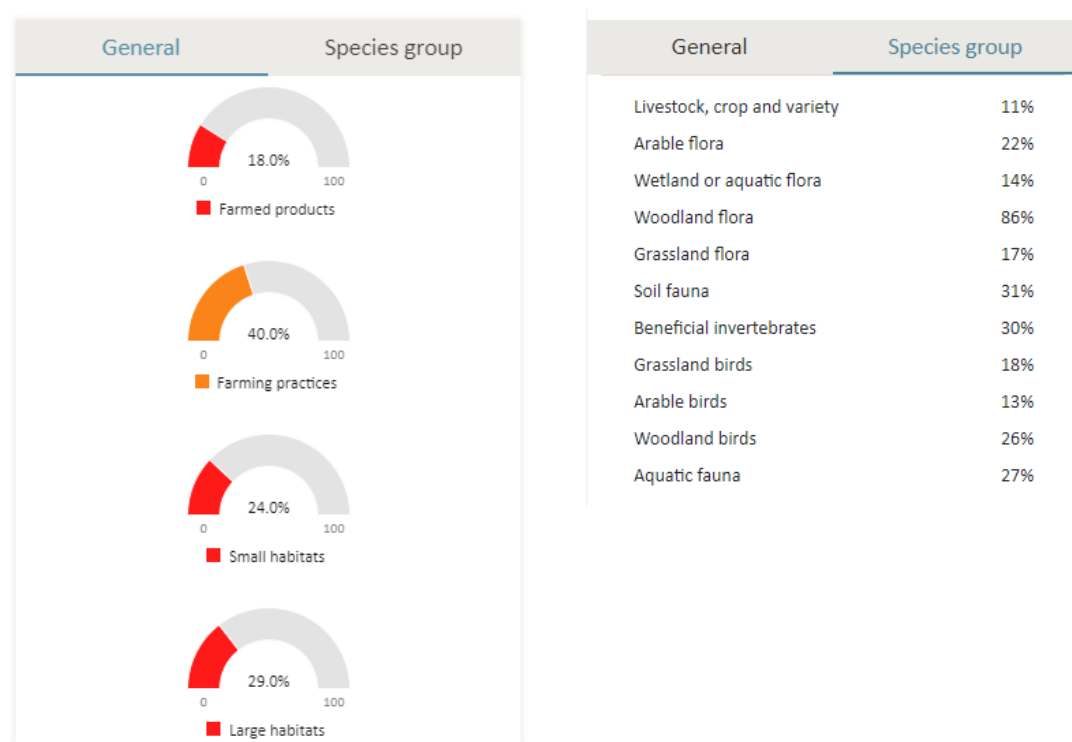 General Species group
18.0%
0 100
Farmed products
40.0%
0 100
Farming practices
24.0%
0 100
Small habitats
29.0%
0 100
Large habitats
General Species group
Livestock, crop and variety 11%
Arable flora 22%
Wetland or aquatic flora 14%
Woodland flora 86%
Grassland flora 17%
Soil fauna 31%
Beneficial invertebrates 30%
Grassland birds 18%
Arable birds 13%
Woodland birds 26%
Aquatic fauna 27%